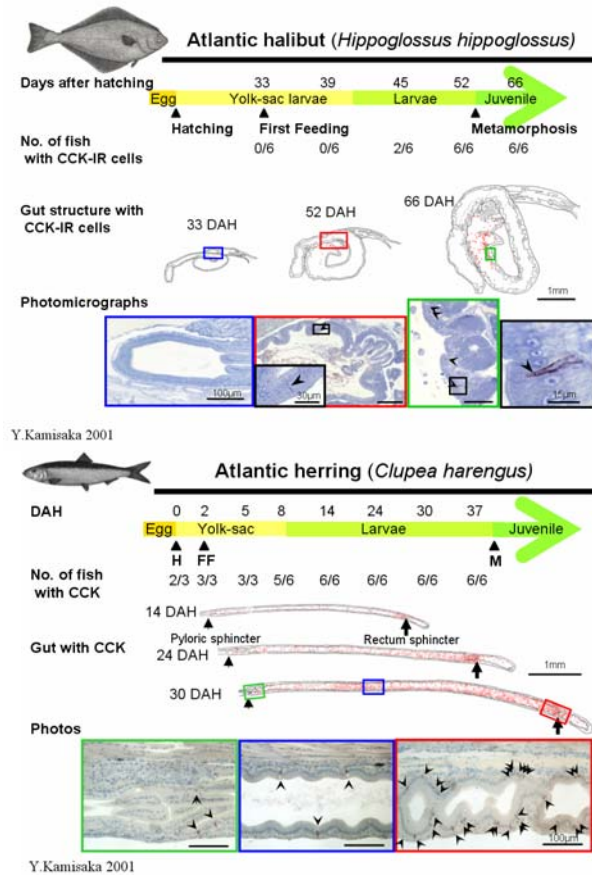 Atlantic halibut (Hippoglossus hippoglossus)
Days after hatching 33 39 45 52 66
Egg Yolk-sac larvae Larvae Juvenile
Hatching First Feeding Metamorphosis
No. of fish
with CCK-IR cells
0/6 0/6 2/6 6/6 6/6
Gut structure with
CCK-IR cells
33 DAH 52 DAH 66 DAH
1mm
Photomicrographs
100µm 30µm 15µm
Y.Kamisaka 2001
Atlantic herring (Clupea harengus)
DAH 0 2 5 8 14 24 30 37
Egg Yolk-sac Larvae Juvenile
H FF M
No. of fish
with CCK
2/3 3/3 3/3 5/6 6/6 6/6 6/6 6/6
14 DAH
Pyloric sphincter Rectum sphincter
Gut with CCK
24 DAH
1mm
30 DAH
Photos
100µm
Y.Kamisaka 2001